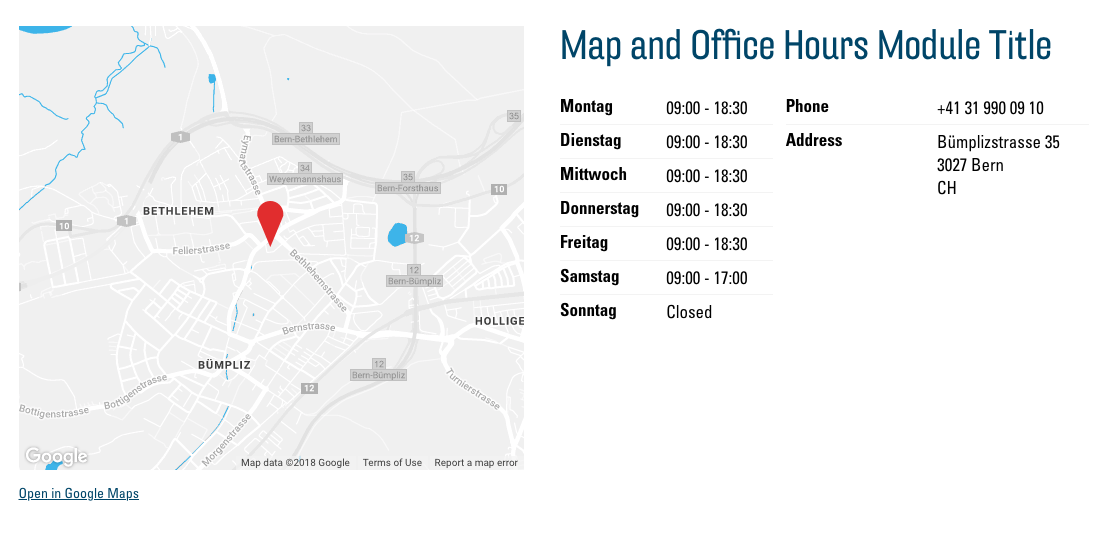 Map and Office Hours Module Title
Montag 09:00 - 18:30
Dienstag 09:00 - 18:30
Mittwoch 09:00 - 18:30
Donnerstag 09:00 - 18:30
Freitag 09:00 - 18:30
Samstag 09:00 - 17:00
Sonntag Closed
Phone +41 31 990 09 10
Address Bümplizstrasse 35
3027 Bern
CH
35
33
Bern-Bethlehem
1
Eymattstrasse
34
Weyermannshaus
35
Bern-Forsthaus
10
BETHLEHEM
1
10
12
Fellerstrasse
Bethlehemstrasse
12
Bern-Bümpliz
HOLLIGE
Bernstrasse
BÜMPLIZ
12
Bern-Bümpliz
12
Turnierstrasse
Bottigenstrasse
Bottigenstrasse
Morgenstrasse
Google
Map data ©2018 Google Terms of Use Report a map error
Open in Google Maps